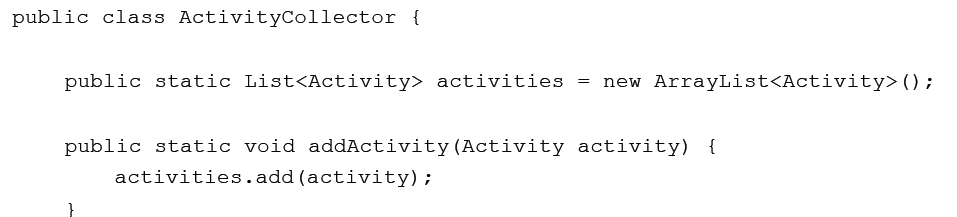 public class ActivityCollector {
public static List<Activity> activities = new ArrayList<Activity>();
public static void addActivity(Activity activity) {
activities.add(activity);
}